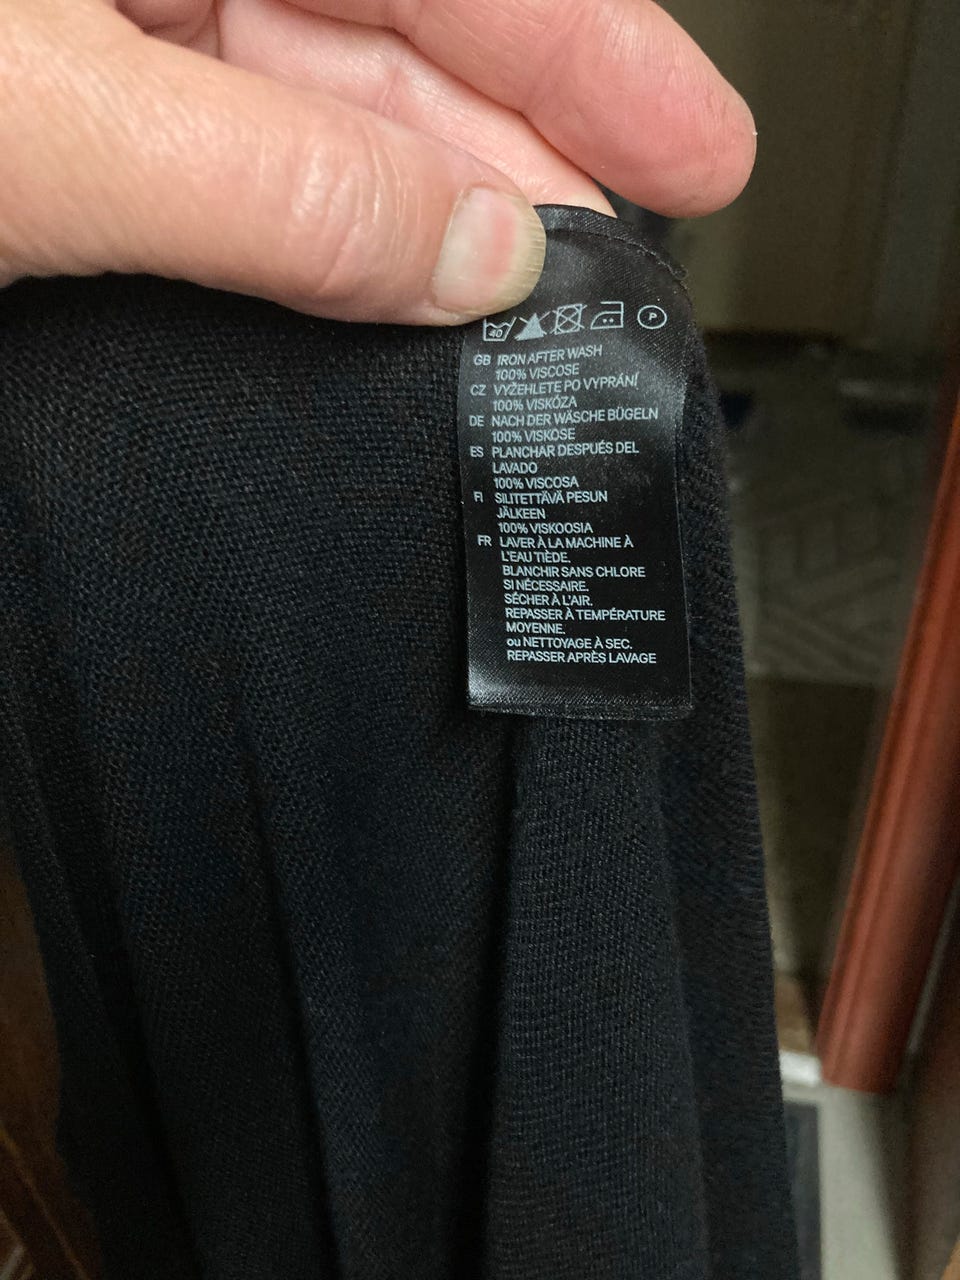 40 P
GB IRON AFTER WASH
100% VISCOSE
CZ VYŽEHLETE PO VYPRÁNÍ
100% VISKÓZA
DE NACH DER WÄSCHE BÜGELN
100% VISKOSE
ES PLANCHAR DESPUÉS DEL
LAVADO
100% VISCOSA
FI SILITETTÄVÄ PESUN
JÄLKEEN
100% VISKOOSIA
FR LAVER À LA MACHINE À
L'EAU TIÈDE.
BLANCHIR SANS CHLORE
SI NÉCESSAIRE.
SÉCHER À L'AIR.
REPASSER À TEMPÉRATURE
MOYENNE.
ou NETTOYAGE À SEC.
REPASSER APRÈS LAVAGE